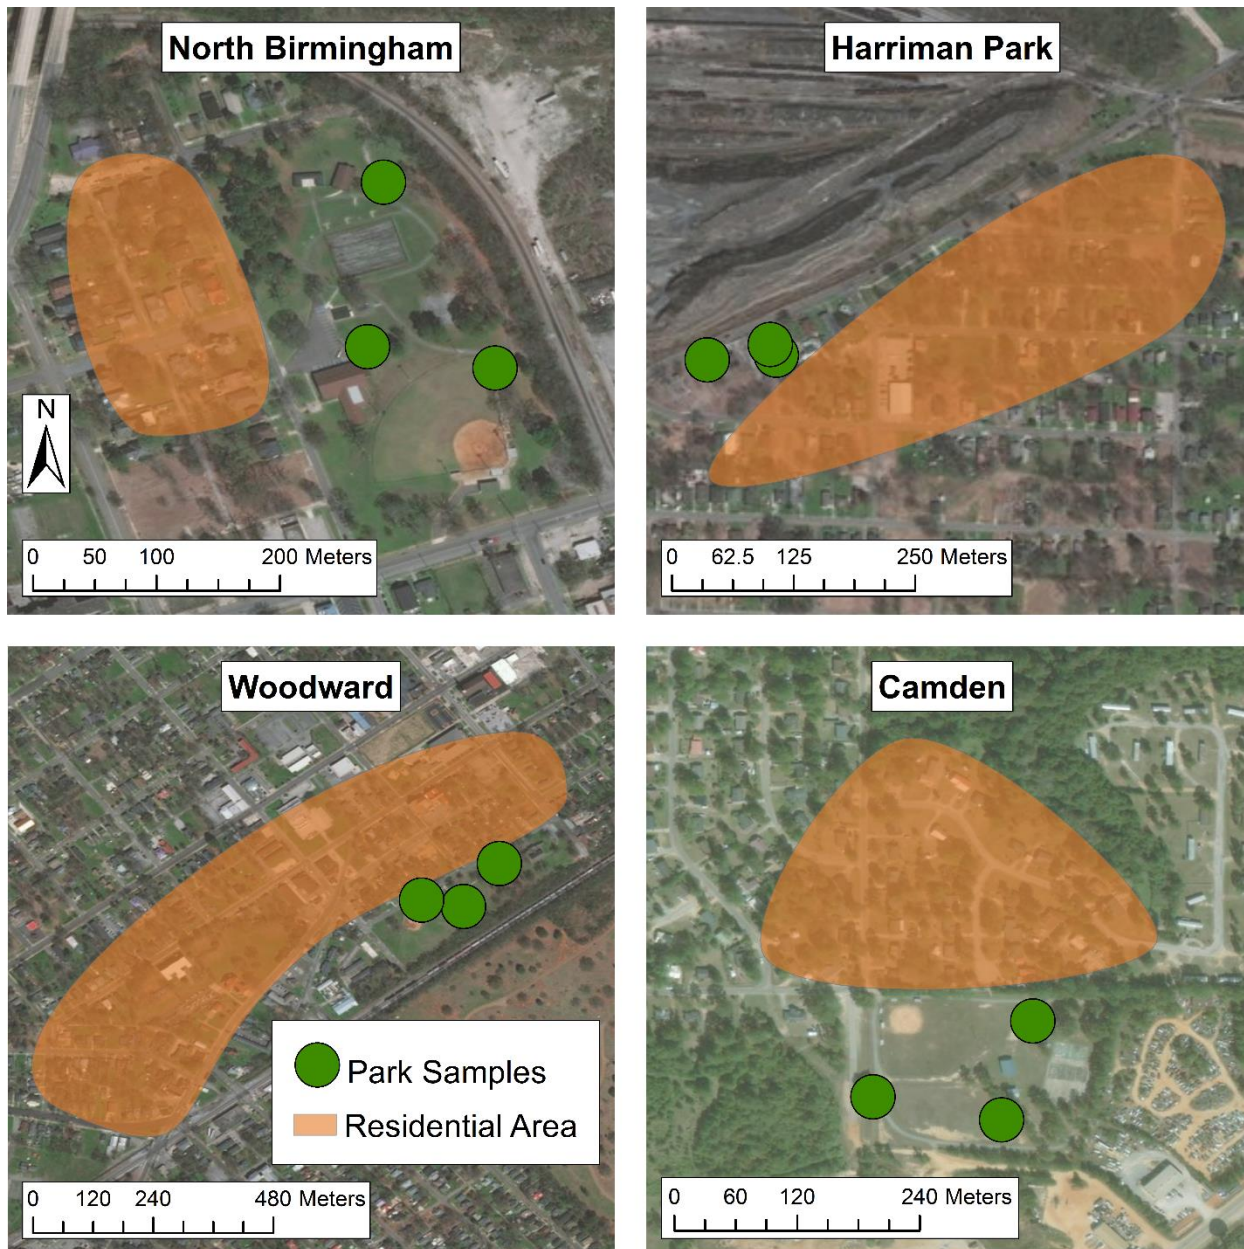 North Birmingham
N
0 50 100 200 Meters
Harriman Park
0 62.5 125 250 Meters
Woodward
Park Samples
Residential Area
0 120 240 480 Meters
Camden
0 60 120 240 Meters